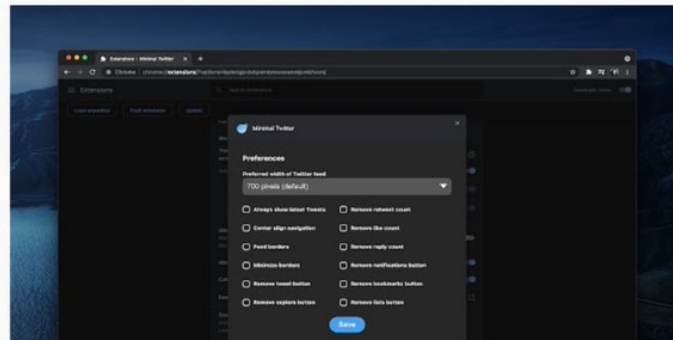 Extensions - Minimal Twitter
Chrome
Extensions
Search extensions
Developer mode
Load unpacked
Pack extension
Update
Minimal Twitter
Preferences
Preferred width of Twitter feed
700 pixels (default)
Always show latest Tweets
Remove retweet count
Center align navigation
Remove like count
Feed borders
Remove reply count
Minimize borders
Remove notifications button
Remove tweet button
Remove bookmarks button
Remove explore button
Remove lists button
Save